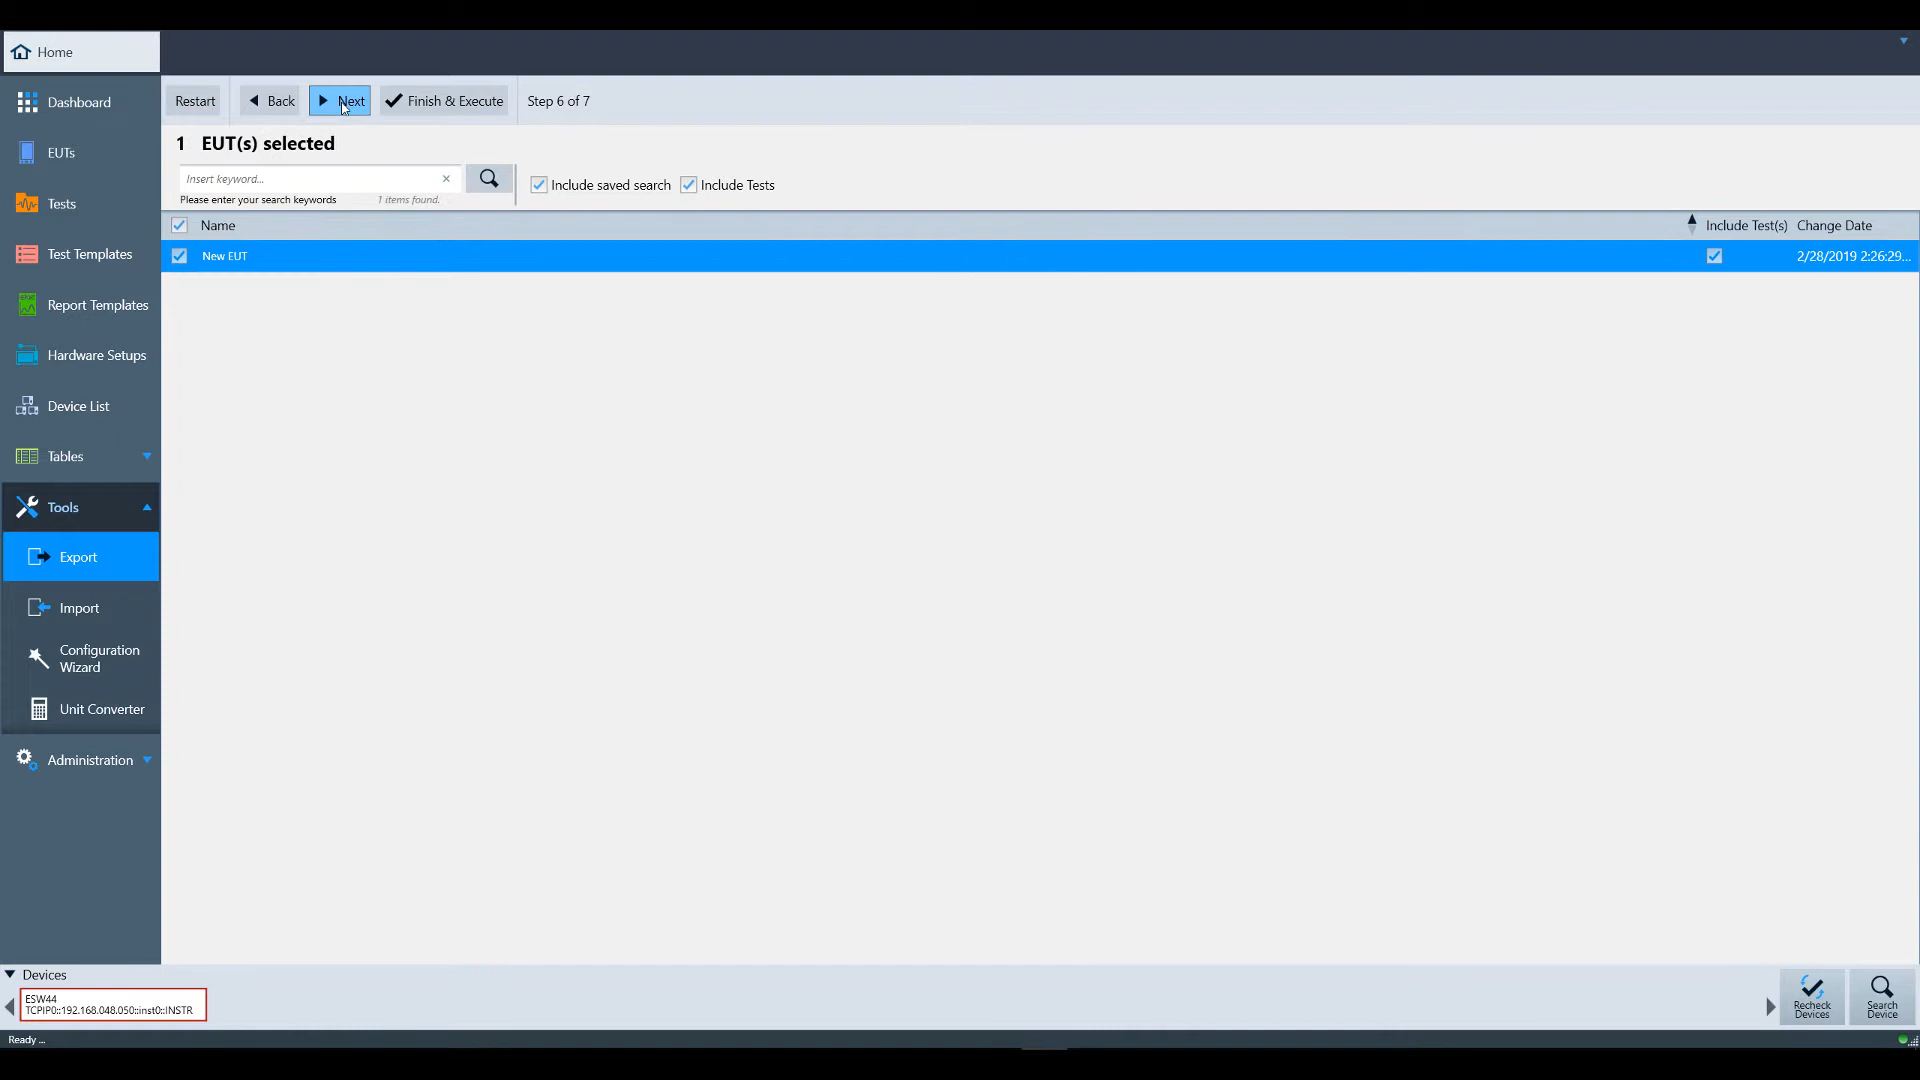 Home
Restart
Back
Next
Finish & Execute
Step 6 of 7
Dashboard
EUTs
Tests
Test Templates
Report Templates
Hardware Setups
Device List
Tables
Tools
Export
Import
Configuration
Wizard
Unit Converter
Administration
1 EUT(s) selected
Insert keyword...
Please enter your search keywords
1 items found.
Include saved search
Include Tests
Name
Include Test(s)
Change Date
New EUT
2/28/2019 2:26:29...
Devices
ESW44
TCPIP0::192.168.048.050::inst0::INSTR
Recheck
Devices
Search
Device
Ready ...